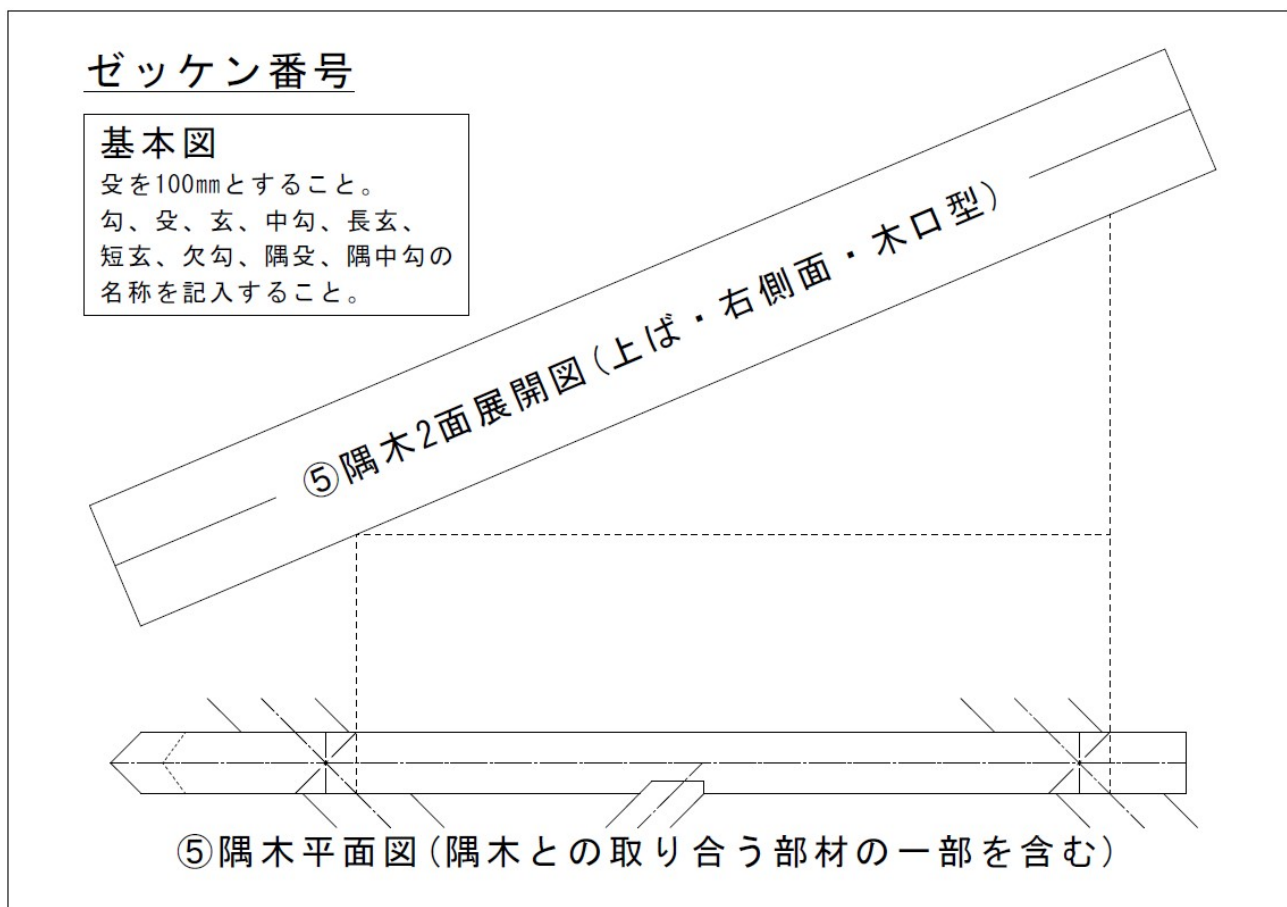 ゼッケン番号
基本図
殳を100㎜とすること。
勾、殳、玄、中勾、長玄、
短玄、欠勾、隅殳、隅中勾の
名称を記入すること。
⑤隅木2面展開図(上ば・右側面・木口型)
⑤隅木平面図(隅木との取り合う部材の一部を含む)